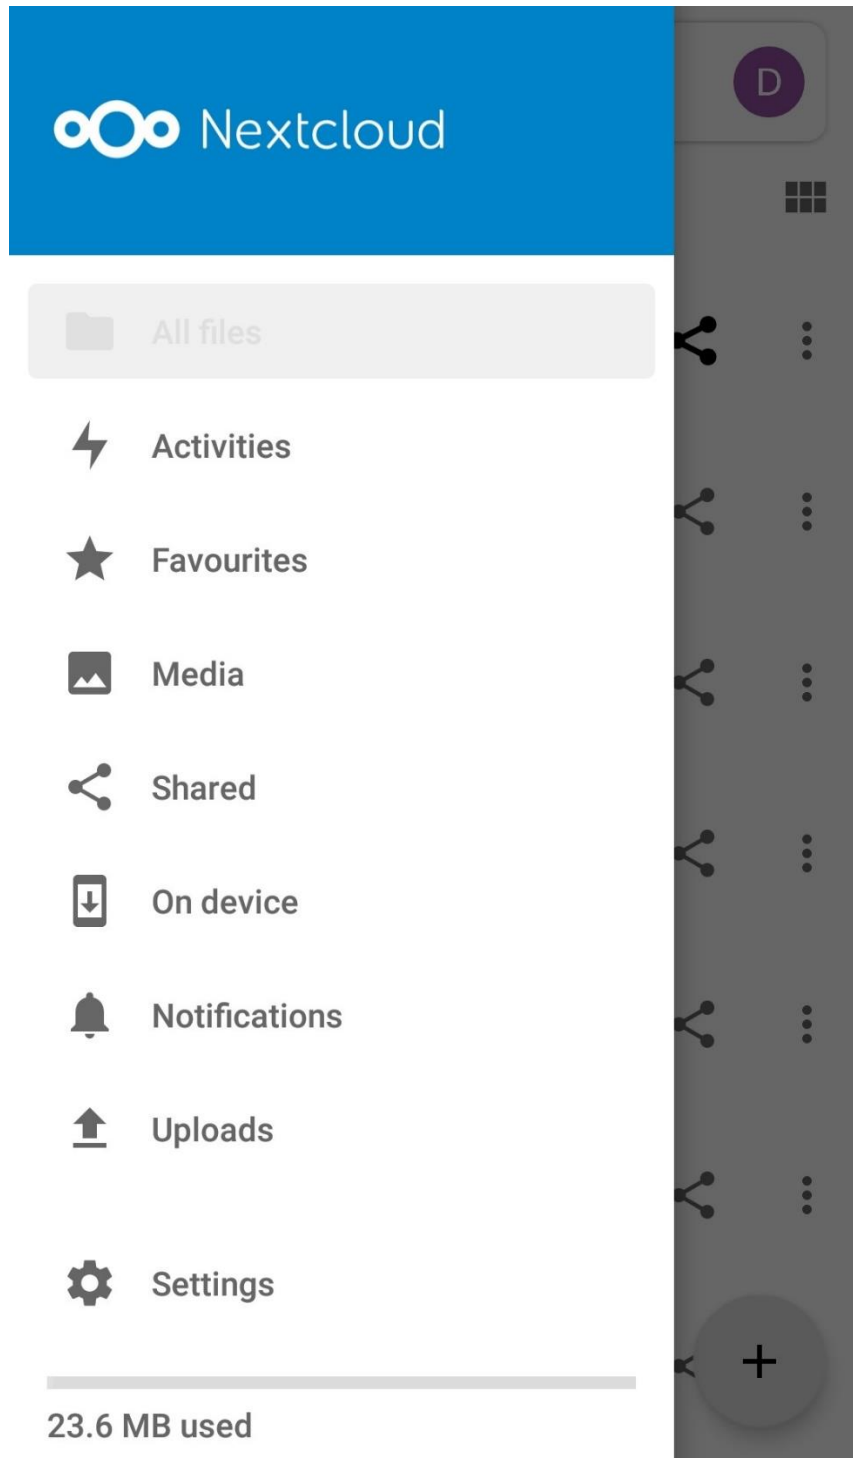 Nextcloud
D
All files
Activities
Favourites
Media
Shared
On device
Notifications
Uploads
Settings
23.6 MB used